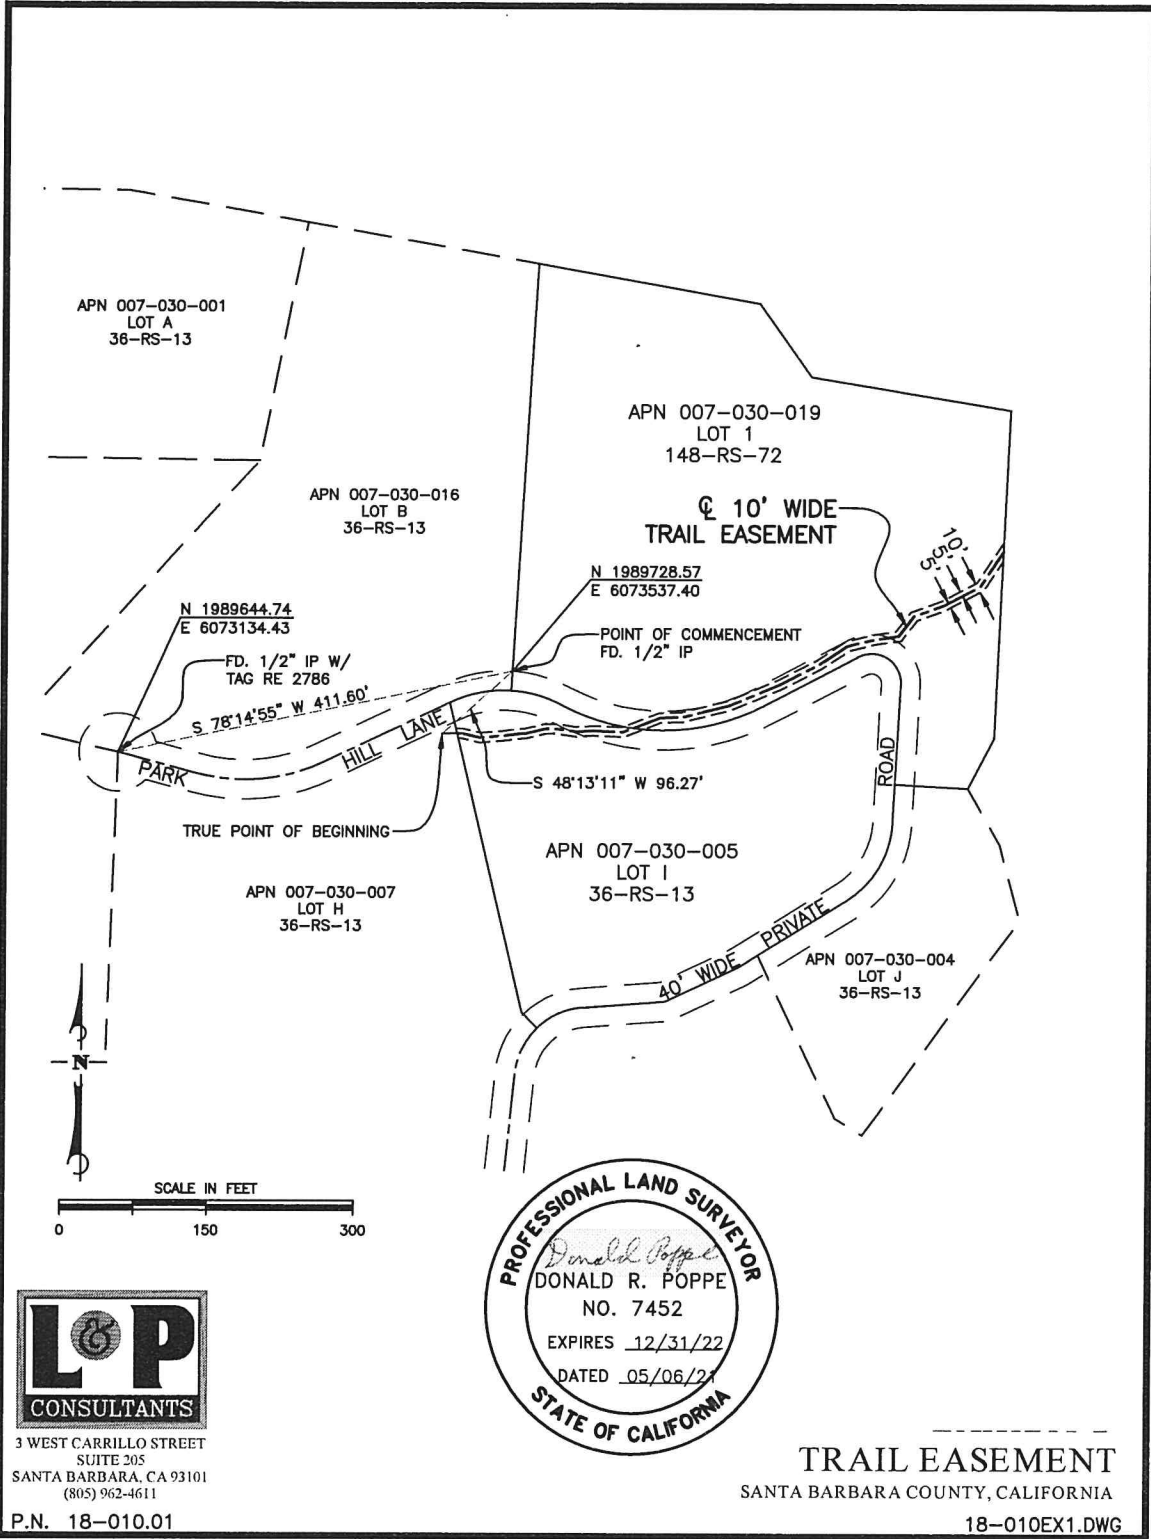 APN 007-030-001
LOT A
36-RS-13
APN 007-030-019
LOT 1
148-RS-72
APN 007-030-016
LOT B
36-RS-13
℄ 10' WIDE
TRAIL EASEMENT
10'
5'
5'
N 1989728.57
E 6073537.40
N 1989644.74
E 6073134.43
POINT OF COMMENCEMENT
FD. 1/2" IP
FD. 1/2" IP W/
TAG RE 2786
S 78°14'55" W 411.60'
PARK HILL LANE
S 48°13'11" W 96.27'
TRUE POINT OF BEGINNING
APN 007-030-005
LOT I
36-RS-13
APN 007-030-007
LOT H
36-RS-13
40' WIDE PRIVATE ROAD
APN 007-030-004
LOT J
36-RS-13
N
SCALE IN FEET
0 150 300
PROFESSIONAL LAND SURVEYOR
Donald Poppe
DONALD R. POPPE
NO. 7452
EXPIRES 12/31/22
DATED 05/06/21
STATE OF CALIFORNIA
L&P
CONSULTANTS
3 WEST CARRILLO STREET
SUITE 205
SANTA BARBARA, CA 93101
(805) 962-4611
P.N. 18-010.01
TRAIL EASEMENT
SANTA BARBARA COUNTY, CALIFORNIA
18-010EX1.DWG